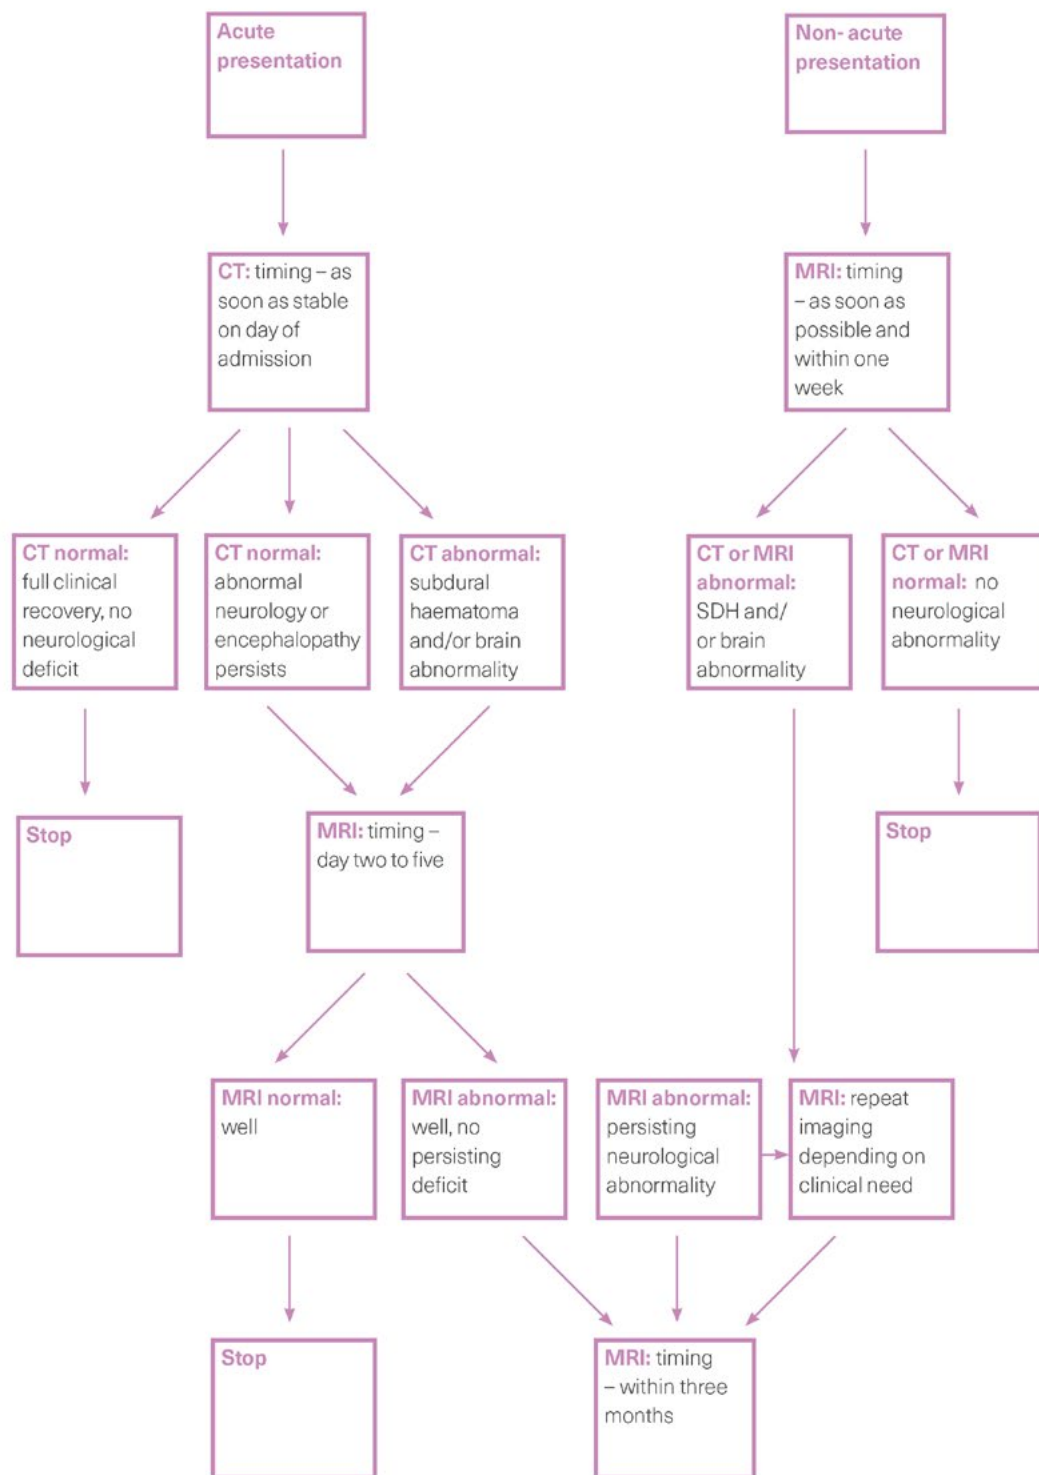 Acute
presentation
Non- acute
presentation
CT: timing – as
soon as stable
on day of
admission
MRI: timing
– as soon as
possible and
within one
week
CT normal:
full clinical
recovery, no
neurological
deficit
CT normal:
abnormal
neurology or
encephalopathy
persists
CT abnormal:
subdural
haematoma
and/or brain
abnormality
CT or MRI
abnormal:
SDH and/
or brain
abnormality
CT or MRI
normal: no
neurological
abnormality
Stop
MRI: timing –
day two to five
Stop
MRI normal:
well
MRI abnormal:
well, no
persisting
deficit
MRI abnormal:
persisting
neurological
abnormality
MRI: repeat
imaging
depending on
clinical need
Stop
MRI: timing
– within three
months